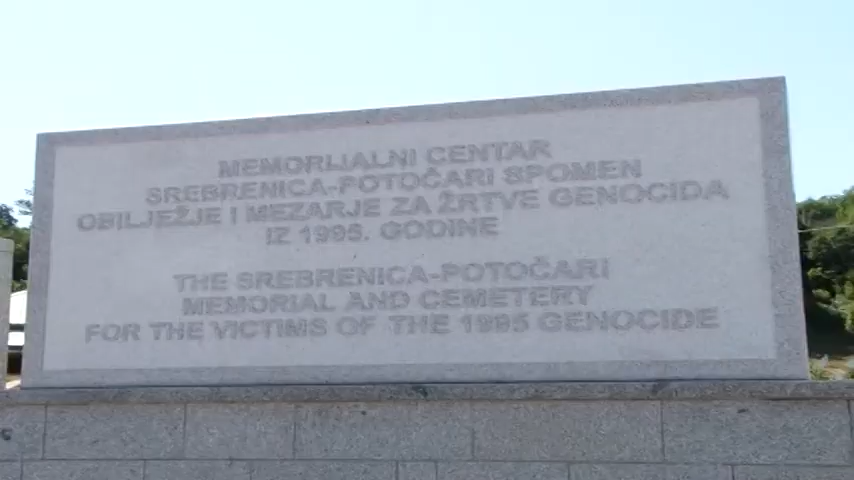 MEMORIJALNI CENTAR
SREBRENICA-POTOČARI SPOMEN
OBILJEŽJE I MEZARJE ZA ŽRTVE GENOCIDA
IZ 1995. GODINE
THE SREBRENICA-POTOČARI
MEMORIAL AND CEMETERY
FOR THE VICTIMS OF THE 1995 GENOCIDE